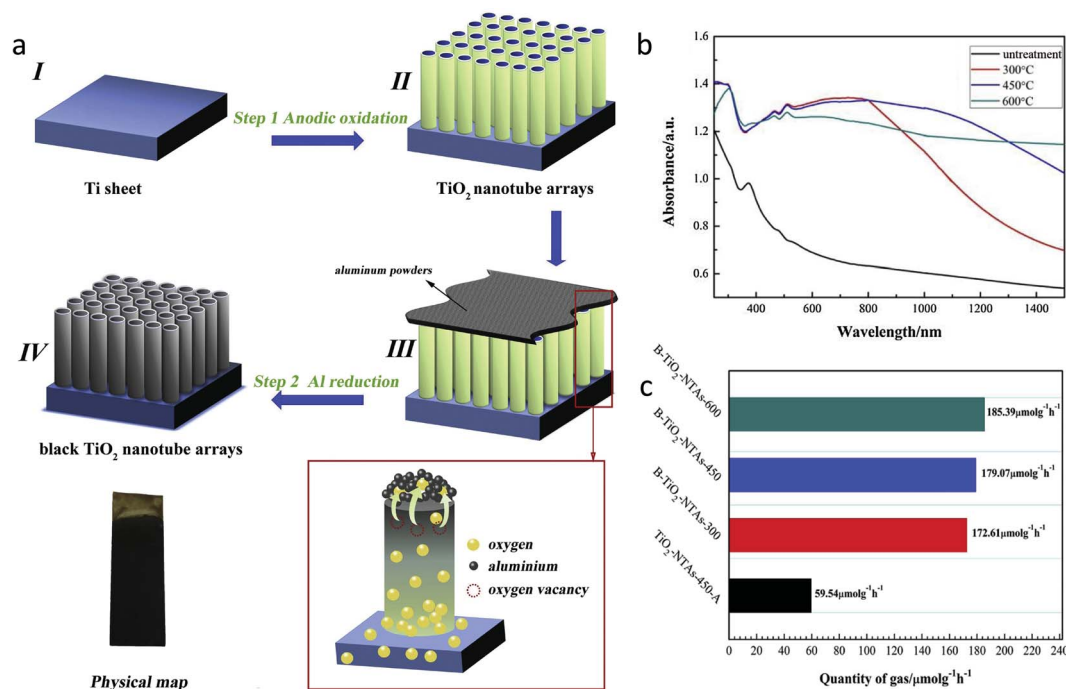 a
I
Ti sheet
Step 1 Anodic oxidation
II
TiO2 nanotube arrays
aluminum powders
III
Step 2 Al reduction
IV
black TiO2 nanotube arrays
oxygen
aluminium
oxygen vacancy
Physical map
b
Absorbance/a.u.
1.6
1.4
1.2
1.0
0.8
0.6
untreatment
300°C
450°C
600°C
400 600 800 1000 1200 1400
Wavelength/nm
c
B-TiO2-NTAs-600
185.39μmolg-1h-1
B-TiO2-NTAs-450
179.07μmolg-1h-1
B-TiO2-NTAs-300
172.61μmolg-1h-1
TiO2-NTAs-450-A
59.54μmolg-1h-1
0 20 40 60 80 100 120 140 160 180 200 220 240
Quantity of gas/μmolg-1h-1